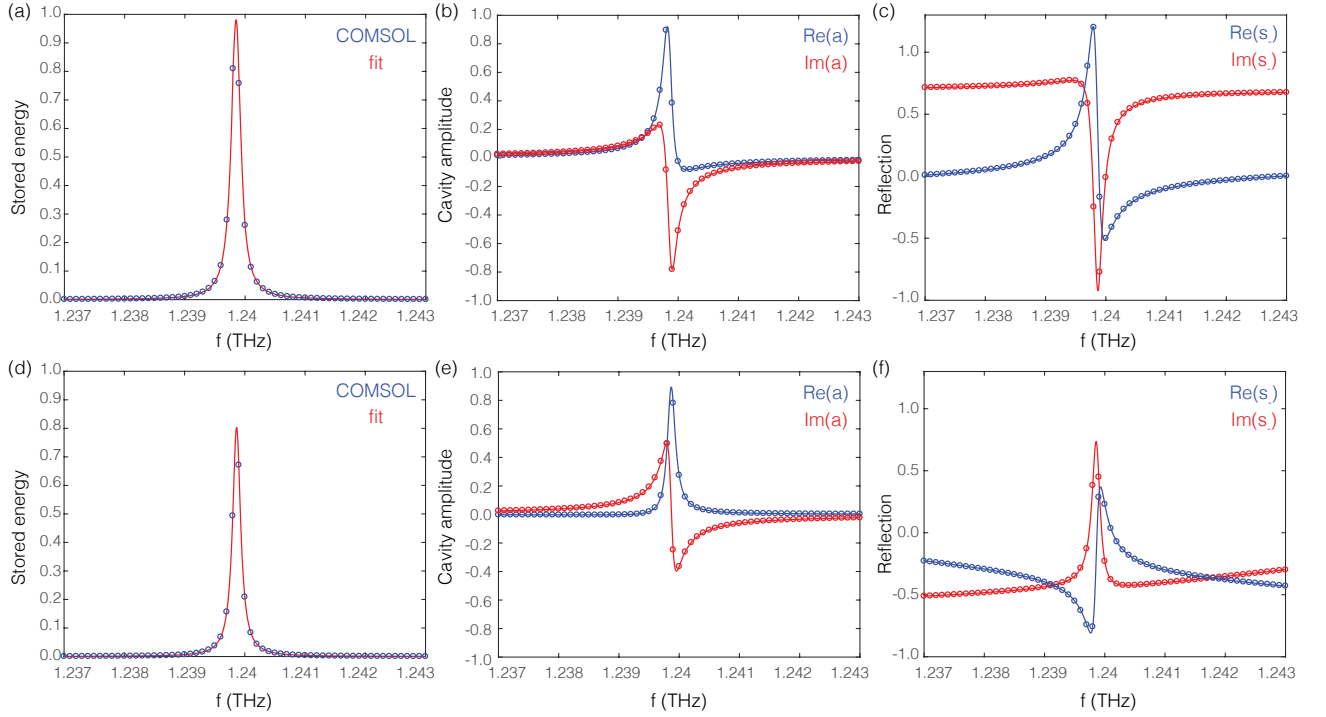 (a)
Stored energy
1.0
0.9
0.8
0.7
0.6
0.5
0.4
0.3
0.2
0.1
0.0
COMSOL
fit
1.237 1.238 1.239 1.24 1.241 1.242 1.243
f (THz)
(b)
Cavity amplitude
1.0
0.8
0.6
0.4
0.2
0.0
-0.2
-0.4
-0.6
-0.8
-1.0
Re(a)
Im(a)
1.237 1.238 1.239 1.24 1.241 1.242 1.243
f (THz)
(c)
Reflection
1.0
0.5
0.0
-0.5
-1.0
Re(s-)
Im(s-)
1.237 1.238 1.239 1.24 1.241 1.242 1.243
f (THz)
(d)
Stored energy
1.0
0.9
0.8
0.7
0.6
0.5
0.4
0.3
0.2
0.1
0.0
COMSOL
fit
1.237 1.238 1.239 1.24 1.241 1.242 1.243
f (THz)
(e)
Cavity amplitude
1.0
0.8
0.6
0.4
0.2
0.0
-0.2
-0.4
-0.6
-0.8
-1.0
Re(a)
Im(a)
1.237 1.238 1.239 1.24 1.241 1.242 1.243
f (THz)
(f)
Reflection
1.0
0.5
0.0
-0.5
-1.0
Re(s-)
Im(s-)
1.237 1.238 1.239 1.24 1.241 1.242 1.243
f (THz)